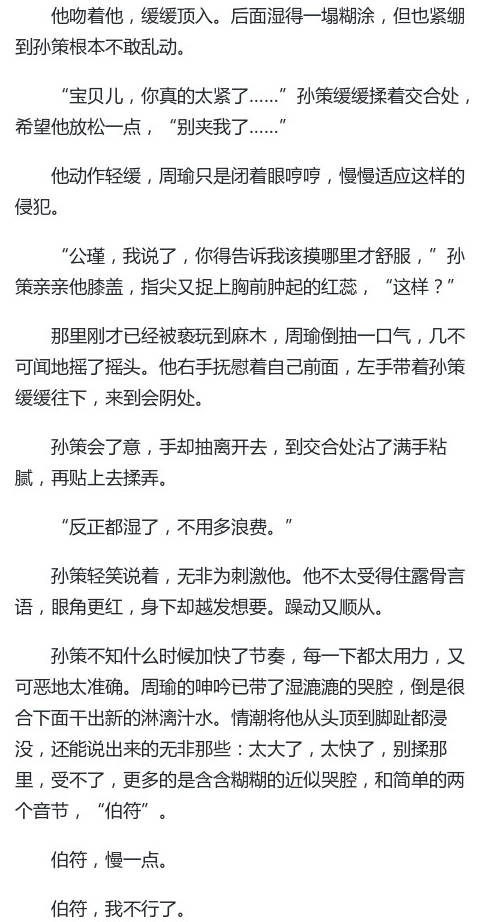 他吻着他，缓缓顶入。后面湿得一塌糊涂，但也紧绷
到孙策根本不敢乱动。
“宝贝儿，你真的太紧了……”孙策缓缓揉着交合处，
希望他放松一点，“别夹我了……”
他动作轻缓，周瑜只是闭着眼哼哼，慢慢适应这样的
侵犯。
“公瑾，我说了，你得告诉我该摸哪里才舒服，”孙
策亲亲他膝盖，指尖又捉上胸前肿起的红蕊，“这样？”
那里刚才已经被亵玩到麻木，周瑜倒抽一口气，几不
可闻地摇了摇头。他右手抚慰着自己前面，左手带着孙策
缓缓往下，来到会阴处。
孙策会了意，手却抽离开去，到交合处沾了满手粘
腻，再贴上去揉弄。
“反正都湿了，不用多浪费。”
孙策轻笑说着，无非为刺激他。他不太受得住露骨言
语，眼角更红，身下却越发想要。躁动又顺从。
孙策不知什么时候加快了节奏，每一下都太用力，又
可恶地太准确。周瑜的呻吟已带了湿漉漉的哭腔，倒是很
合下面干出新的淋漓汁水。情潮将他从头顶到脚趾都浸
没，还能说出来的无非那些：太大了，太快了，别揉那
里，受不了，更多的是含含糊糊的近似哭腔，和简单的两
个音节，“伯符”。
伯符，慢一点。
伯符，我不行了。